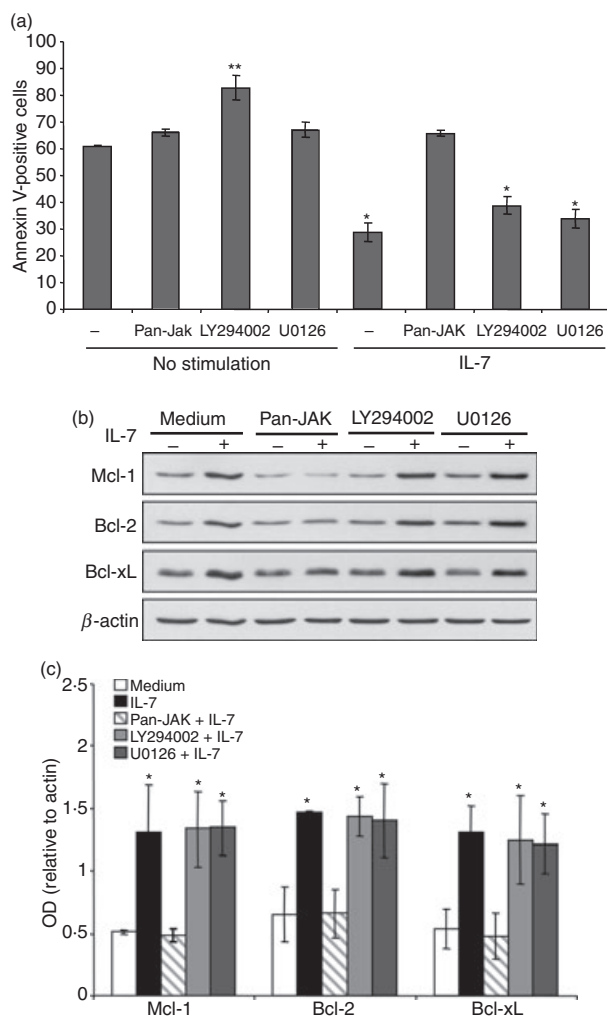 (a)
100
90
80
70
60
50
40
30
20
10
0
Annexin V-positive cells
**
*
*
*
– Pan-Jak LY294002 U0126 – Pan-JAK LY294002 U0126
No stimulation IL-7
(b)
Medium Pan-JAK LY294002 U0126
IL-7 – + – + – + – +
Mcl-1
Bcl-2
Bcl-xL
β-actin
(c)
2·5
2
1·5
1
0·5
0
OD (relative to actin)
Medium
IL-7
Pan-JAK + IL-7
LY294002 + IL-7
U0126 + IL-7
* * * * * * * * *
Mcl-1 Bcl-2 Bcl-xL